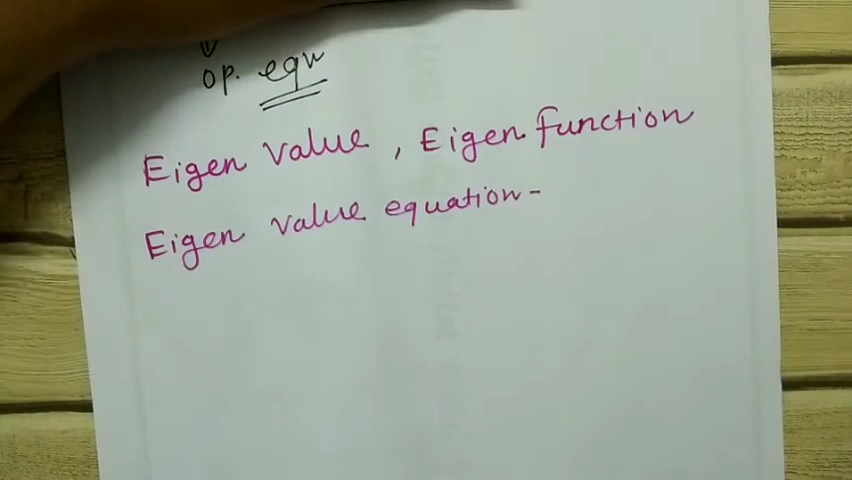 op. eqn
Eigen Value, Eigen function
Eigen value equation-